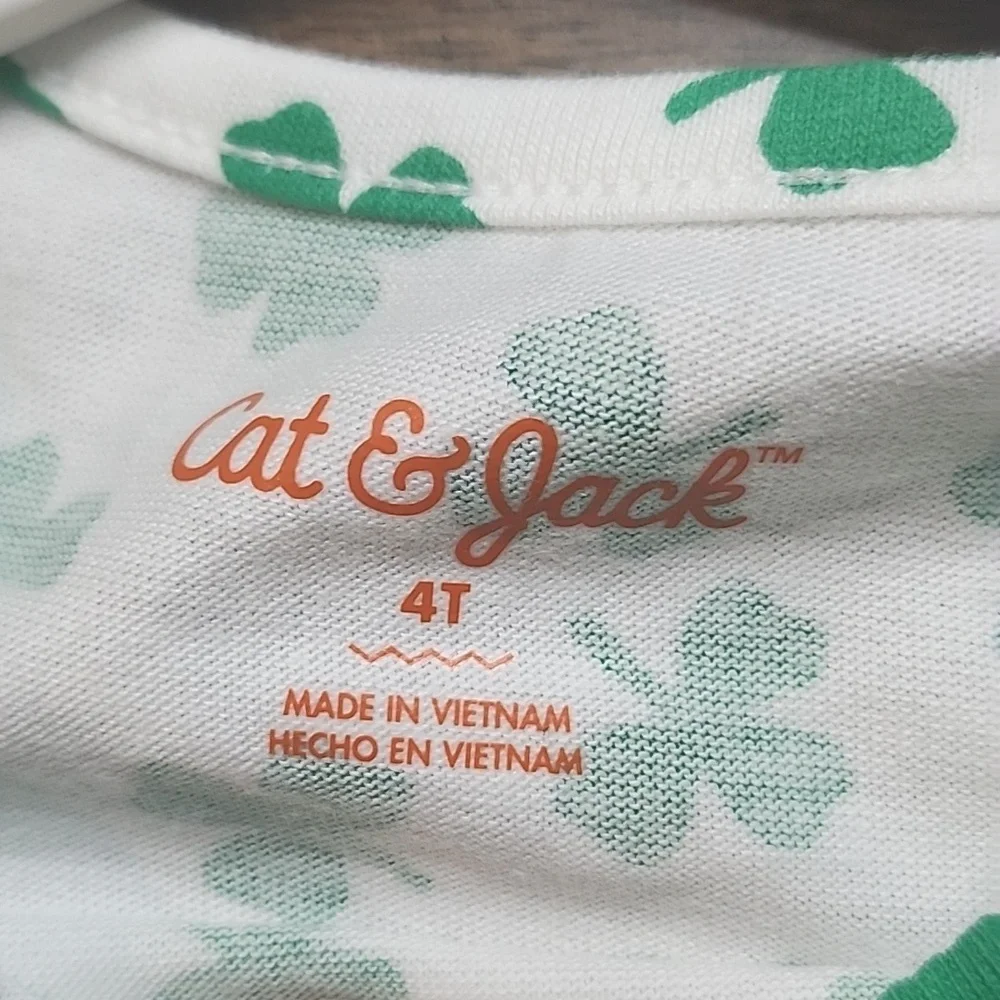 Cat & Jack™
4T
MADE IN VIETNAM
HECHO EN VIETNAM